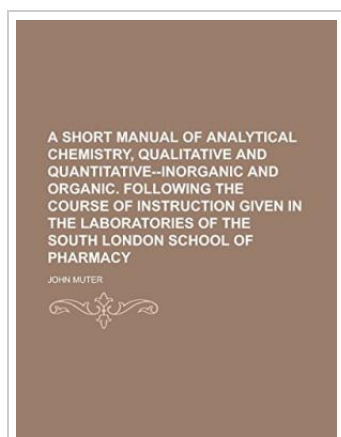 A SHORT MANUAL OF ANALYTICAL
CHEMISTRY, QUALITATIVE AND
QUANTITATIVE--INORGANIC AND
ORGANIC. FOLLOWING THE
COURSE OF INSTRUCTION GIVEN IN
THE LABORATORIES OF THE
SOUTH LONDON SCHOOL OF
PHARMACY
JOHN MUTER